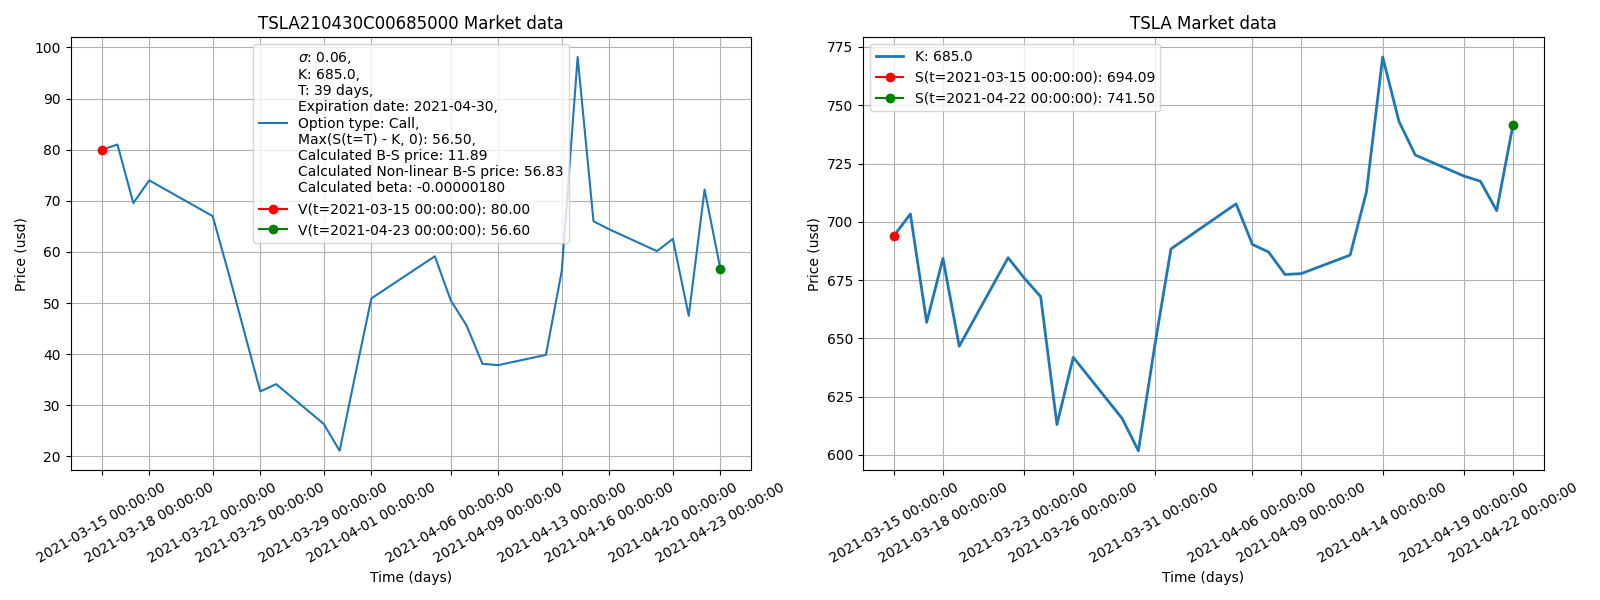 TSLA210430C00685000 Market data
Price (usd)
100
90
80
70
60
50
40
30
20
σ: 0.06,
K: 685.0,
T: 39 days,
Expiration date: 2021-04-30,
Option type: Call,
Max(S(t=T) - K, 0): 56.50,
Calculated B-S price: 11.89
Calculated Non-linear B-S price: 56.83
Calculated beta: -0.00000180
V(t=2021-03-15 00:00:00): 80.00
V(t=2021-04-23 00:00:00): 56.60
2021-03-15 00:00:00
2021-03-18 00:00:00
2021-03-22 00:00:00
2021-03-25 00:00:00
2021-03-29 00:00:00
2021-04-01 00:00:00
2021-04-06 00:00:00
2021-04-09 00:00:00
2021-04-13 00:00:00
2021-04-16 00:00:00
2021-04-20 00:00:00
2021-04-23 00:00:00
Time (days)
TSLA Market data
Price (usd)
775
750
725
700
675
650
625
600
K: 685.0
S(t=2021-03-15 00:00:00): 694.09
S(t=2021-04-22 00:00:00): 741.50
2021-03-15 00:00:00
2021-03-18 00:00:00
2021-03-23 00:00:00
2021-03-26 00:00:00
2021-03-31 00:00:00
2021-04-06 00:00:00
2021-04-09 00:00:00
2021-04-14 00:00:00
2021-04-19 00:00:00
2021-04-22 00:00:00
Time (days)